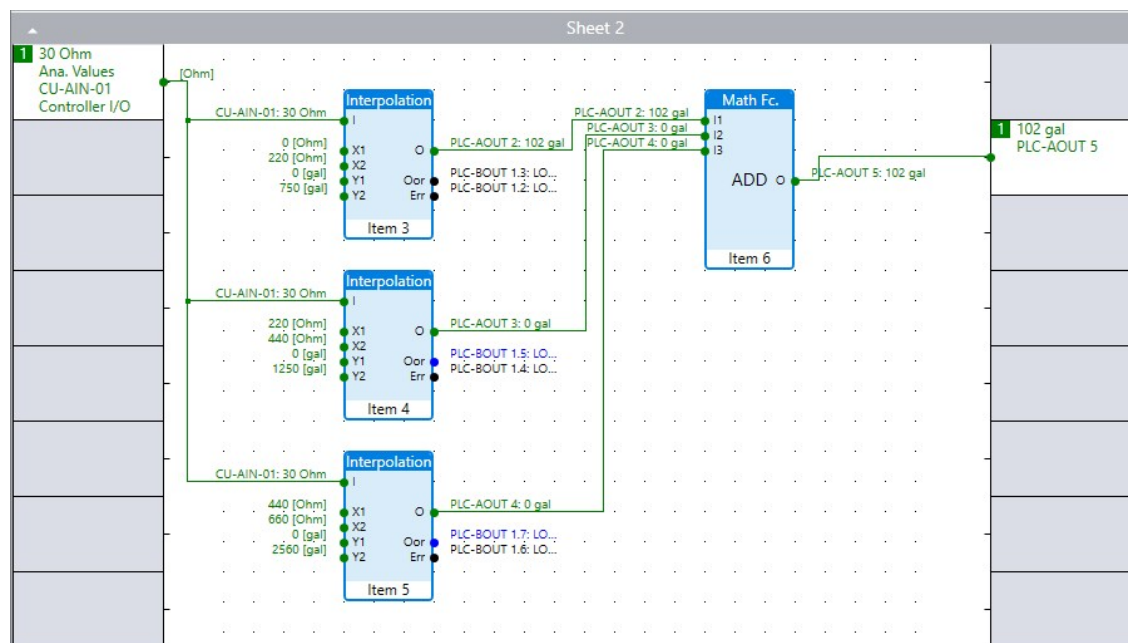 Sheet 2
1 30 Ohm
Ana. Values
CU-AIN-01
Controller I/O
[Ohm]
Interpolation
CU-AIN-01: 30 Ohm
I
0 [Ohm]
220 [Ohm]
0 [gal]
750 [gal]
X1
X2
Y1
Y2
O
Oor
Err
PLC-AOUT 2: 102 gal
PLC-BOUT 1.3: LO...
PLC-BOUT 1.2: LO...
Item 3
Interpolation
CU-AIN-01: 30 Ohm
I
220 [Ohm]
440 [Ohm]
0 [gal]
1250 [gal]
X1
X2
Y1
Y2
O
Oor
Err
PLC-AOUT 3: 0 gal
PLC-BOUT 1.5: LO...
PLC-BOUT 1.4: LO...
Item 4
Interpolation
CU-AIN-01: 30 Ohm
I
440 [Ohm]
660 [Ohm]
0 [gal]
2560 [gal]
X1
X2
Y1
Y2
O
Oor
Err
PLC-AOUT 4: 0 gal
PLC-BOUT 1.7: LO...
PLC-BOUT 1.6: LO...
Item 5
Math Fc.
PLC-AOUT 2: 102 gal
PLC-AOUT 3: 0 gal
PLC-AOUT 4: 0 gal
I1
I2
I3
ADD O
PLC-AOUT 5: 102 gal
Item 6
1 102 gal
PLC-AOUT 5